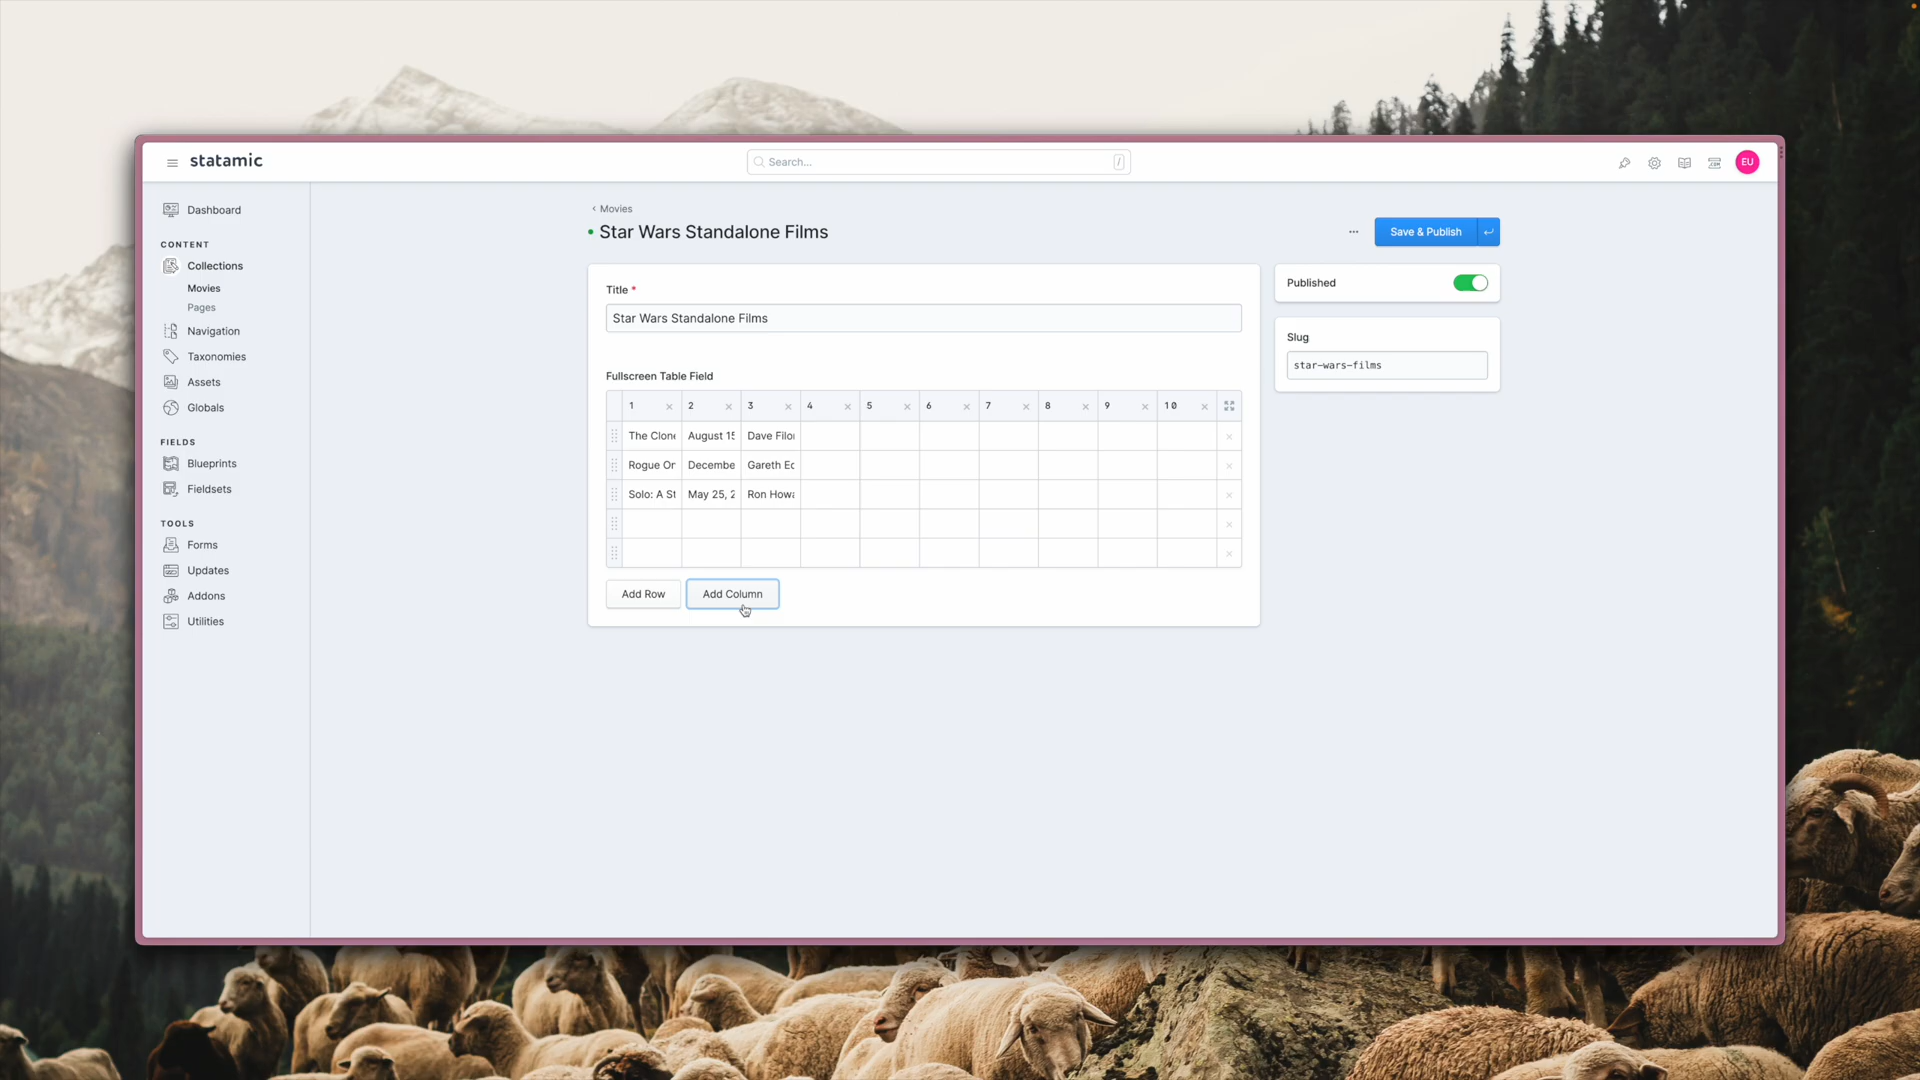 statamic
Search...
/
EU
Dashboard
CONTENT
Collections
Movies
Pages
Navigation
Taxonomies
Assets
Globals
FIELDS
Blueprints
Fieldsets
TOOLS
Forms
Updates
Addons
Utilities
‹ Movies
Star Wars Standalone Films
... Save & Publish
Title *
Star Wars Standalone Films
Fullscreen Table Field
1 × 2 × 3 × 4 × 5 × 6 × 7 × 8 × 9 × 10 ×
The Clone August 15 Dave Filo ×
Rogue Or Decembe Gareth Ed ×
Solo: A St May 25, 2 Ron Howa ×
×
×
Add Row Add Column
Published
Slug
star-wars-films